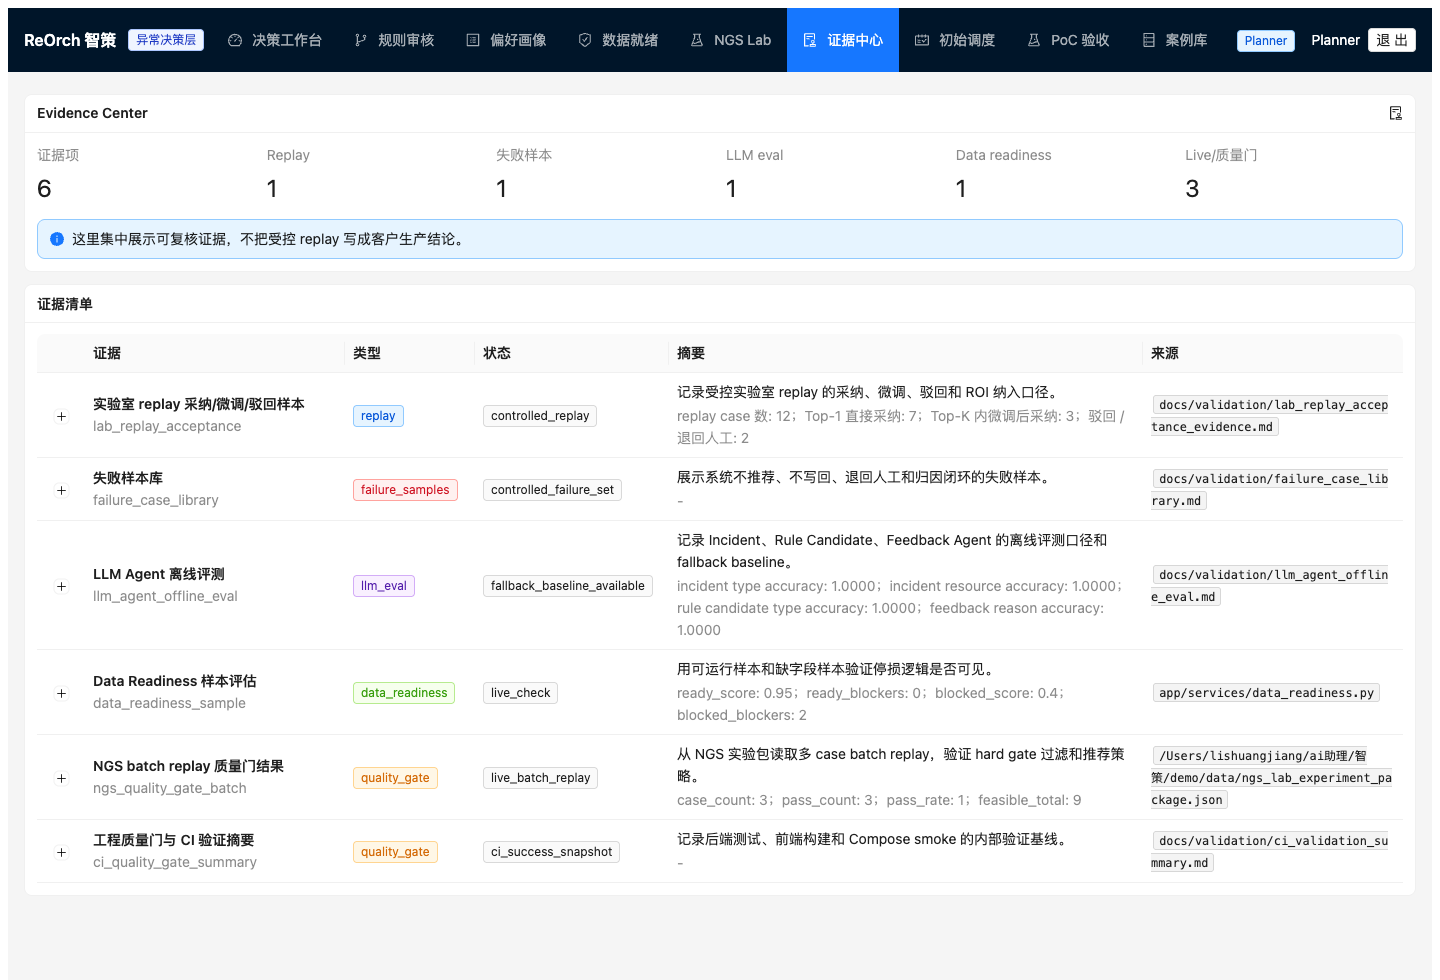 ReOrch 智策 异常决策层 决策工作台 规则审核 偏好画像 数据就绪 NGS Lab 证据中心 初始调度 PoC 验收 案例库 Planner Planner 退 出
Evidence Center
证据项 Replay 失败样本 LLM eval Data readiness Live/质量门
6 1 1 1 1 3
这里集中展示可复核证据，不把受控 replay 写成客户生产结论。
证据清单
证据 类型 状态 摘要 来源
实验室 replay 采纳/微调/驳回样本
lab_replay_acceptance
replay
controlled_replay
记录受控实验室 replay 的采纳、微调、驳回和 ROI 纳入口径。
replay case 数: 12；Top-1 直接采纳: 7；Top-K 内微调后采纳: 3；驳回 /
退回人工: 2
docs/validation/lab_replay_accep
tance_evidence.md
失败样本库
failure_case_library
failure_samples
controlled_failure_set
展示系统不推荐、不写回、退回人工和归因闭环的失败样本。
-
docs/validation/failure_case_lib
rary.md
LLM Agent 离线评测
llm_agent_offline_eval
llm_eval
fallback_baseline_available
记录 Incident、Rule Candidate、Feedback Agent 的离线评测口径和
fallback baseline。
incident type accuracy: 1.0000；incident resource accuracy: 1.0000；
rule candidate type accuracy: 1.0000；feedback reason accuracy:
1.0000
docs/validation/llm_agent_offlin
e_eval.md
Data Readiness 样本评估
data_readiness_sample
data_readiness
live_check
用可运行样本和缺字段样本验证停损逻辑是否可见。
ready_score: 0.95；ready_blockers: 0；blocked_score: 0.4；
blocked_blockers: 2
app/services/data_readiness.py
NGS batch replay 质量门结果
ngs_quality_gate_batch
quality_gate
live_batch_replay
从 NGS 实验包读取多 case batch replay，验证 hard gate 过滤和推荐策
略。
case_count: 3；pass_count: 3；pass_rate: 1；feasible_total: 9
/Users/lishuangjiang/ai助理/智
策/demo/data/ngs_lab_experiment_pa
ckage.json
工程质量门与 CI 验证摘要
ci_quality_gate_summary
quality_gate
ci_success_snapshot
记录后端测试、前端构建和 Compose smoke 的内部验证基线。
-
docs/validation/ci_validation_su
mmary.md